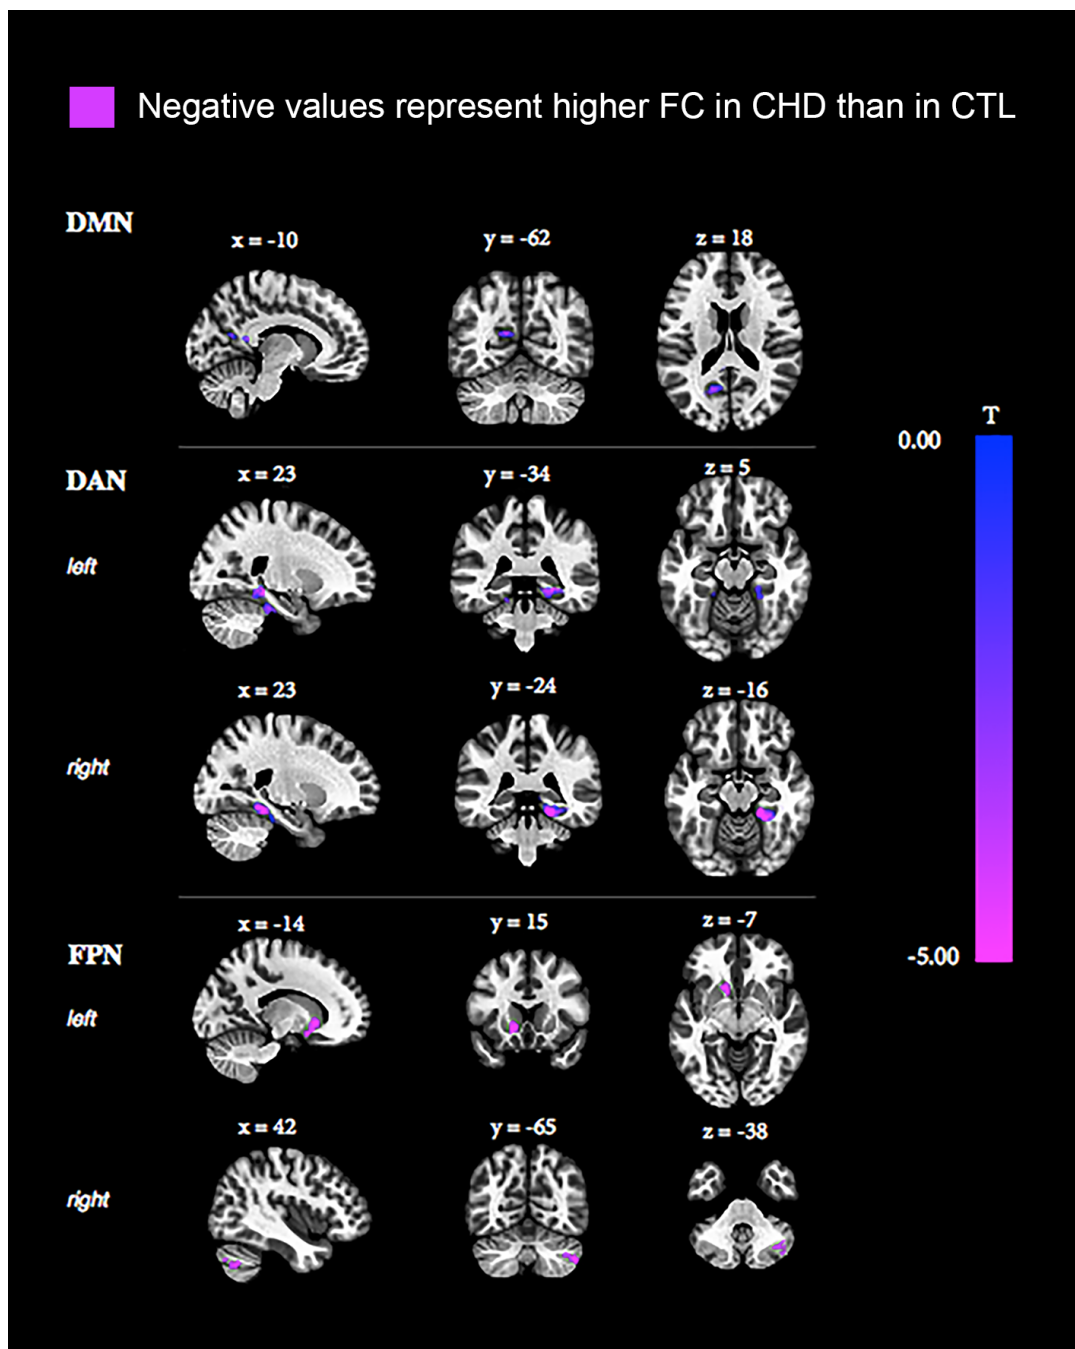 Negative values represent higher FC in CHD than in CTL
DMN
x = -10
y = -62
z = 18
T
0.00
DAN
x = 23
y = -34
z = 5
left
x = 23
y = -24
z = -16
right
-5.00
FPN
x = -14
y = 15
z = -7
left
x = 42
y = -65
z = -38
right